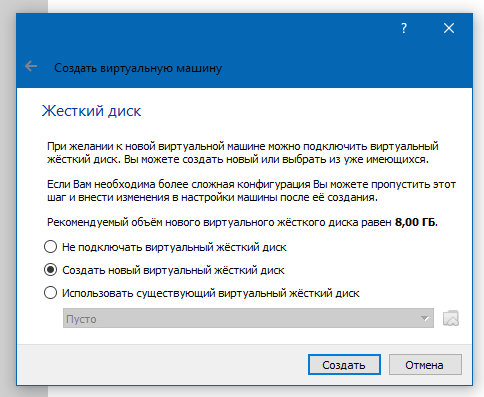 ?
Создать виртуальную машину
Жесткий диск
При желании к новой виртуальной машине можно подключить виртуальный
жёсткий диск. Вы можете создать новый или выбрать из уже имеющихся.
Если Вам необходима более сложная конфигурация Вы можете пропустить этот
шаг и внести изменения в настройки машины после её создания.
Рекомендуемый объём нового виртуального жёсткого диска равен 8,00 ГБ.
Не подключать виртуальный жёсткий диск
Создать новый виртуальный жёсткий диск
Использовать существующий виртуальный жёсткий диск
Пусто
Создать
Отмена